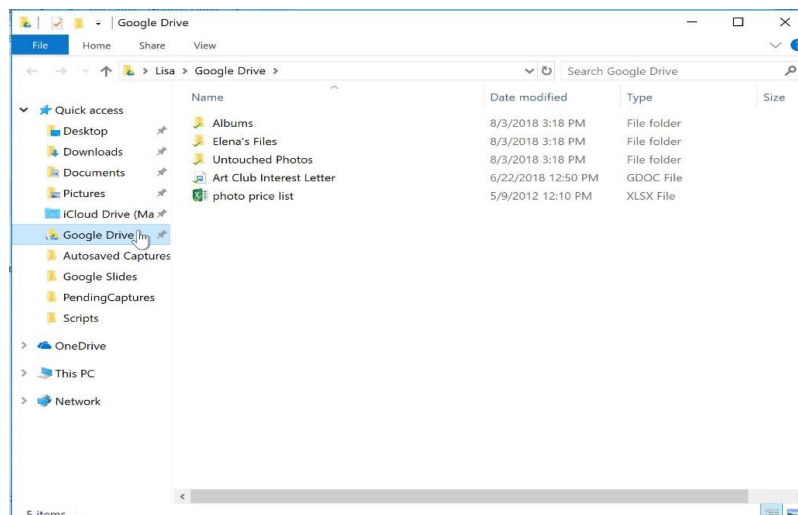 Google Drive
File Home Share View
Lisa > Google Drive >
Search Google Drive
Name Date modified Type Size
Quick access
Desktop
Downloads
Documents
Pictures
iCloud Drive (Ma
Google Drive
Autosaved Captures
Google Slides
PendingCaptures
Scripts
OneDrive
This PC
Network
Albums 8/3/2018 3:18 PM File folder
Elena's Files 8/3/2018 3:18 PM File folder
Untouched Photos 8/3/2018 3:18 PM File folder
Art Club Interest Letter 6/22/2018 12:50 PM GDOC File
photo price list 5/9/2012 12:10 PM XLSX File
5 items